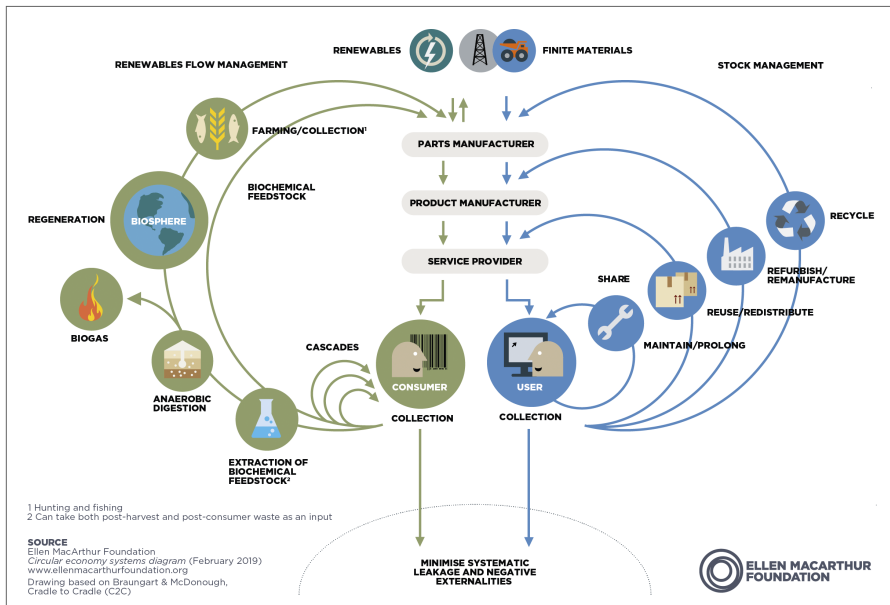 RENEWABLES
FINITE MATERIALS
RENEWABLES FLOW MANAGEMENT
STOCK MANAGEMENT
FARMING/COLLECTION¹
PARTS MANUFACTURER
BIOCHEMICAL
FEEDSTOCK
PRODUCT MANUFACTURER
REGENERATION
BIOSPHERE
RECYCLE
SERVICE PROVIDER
SHARE
REFURBISH/
REMANUFACTURE
REUSE/REDISTRIBUTE
BIOGAS
CASCADES
MAINTAIN/PROLONG
CONSUMER
USER
ANAEROBIC
DIGESTION
COLLECTION
COLLECTION
EXTRACTION OF
BIOCHEMICAL
FEEDSTOCK²
1 Hunting and fishing
2 Can take both post-harvest and post-consumer waste as an input
SOURCE
Ellen MacArthur Foundation
Circular economy systems diagram (February 2019)
www.ellenmacarthurfoundation.org
Drawing based on Braungart & McDonough,
Cradle to Cradle (C2C)
MINIMISE SYSTEMATIC
LEAKAGE AND NEGATIVE
EXTERNALITIES
ELLEN MACARTHUR
FOUNDATION